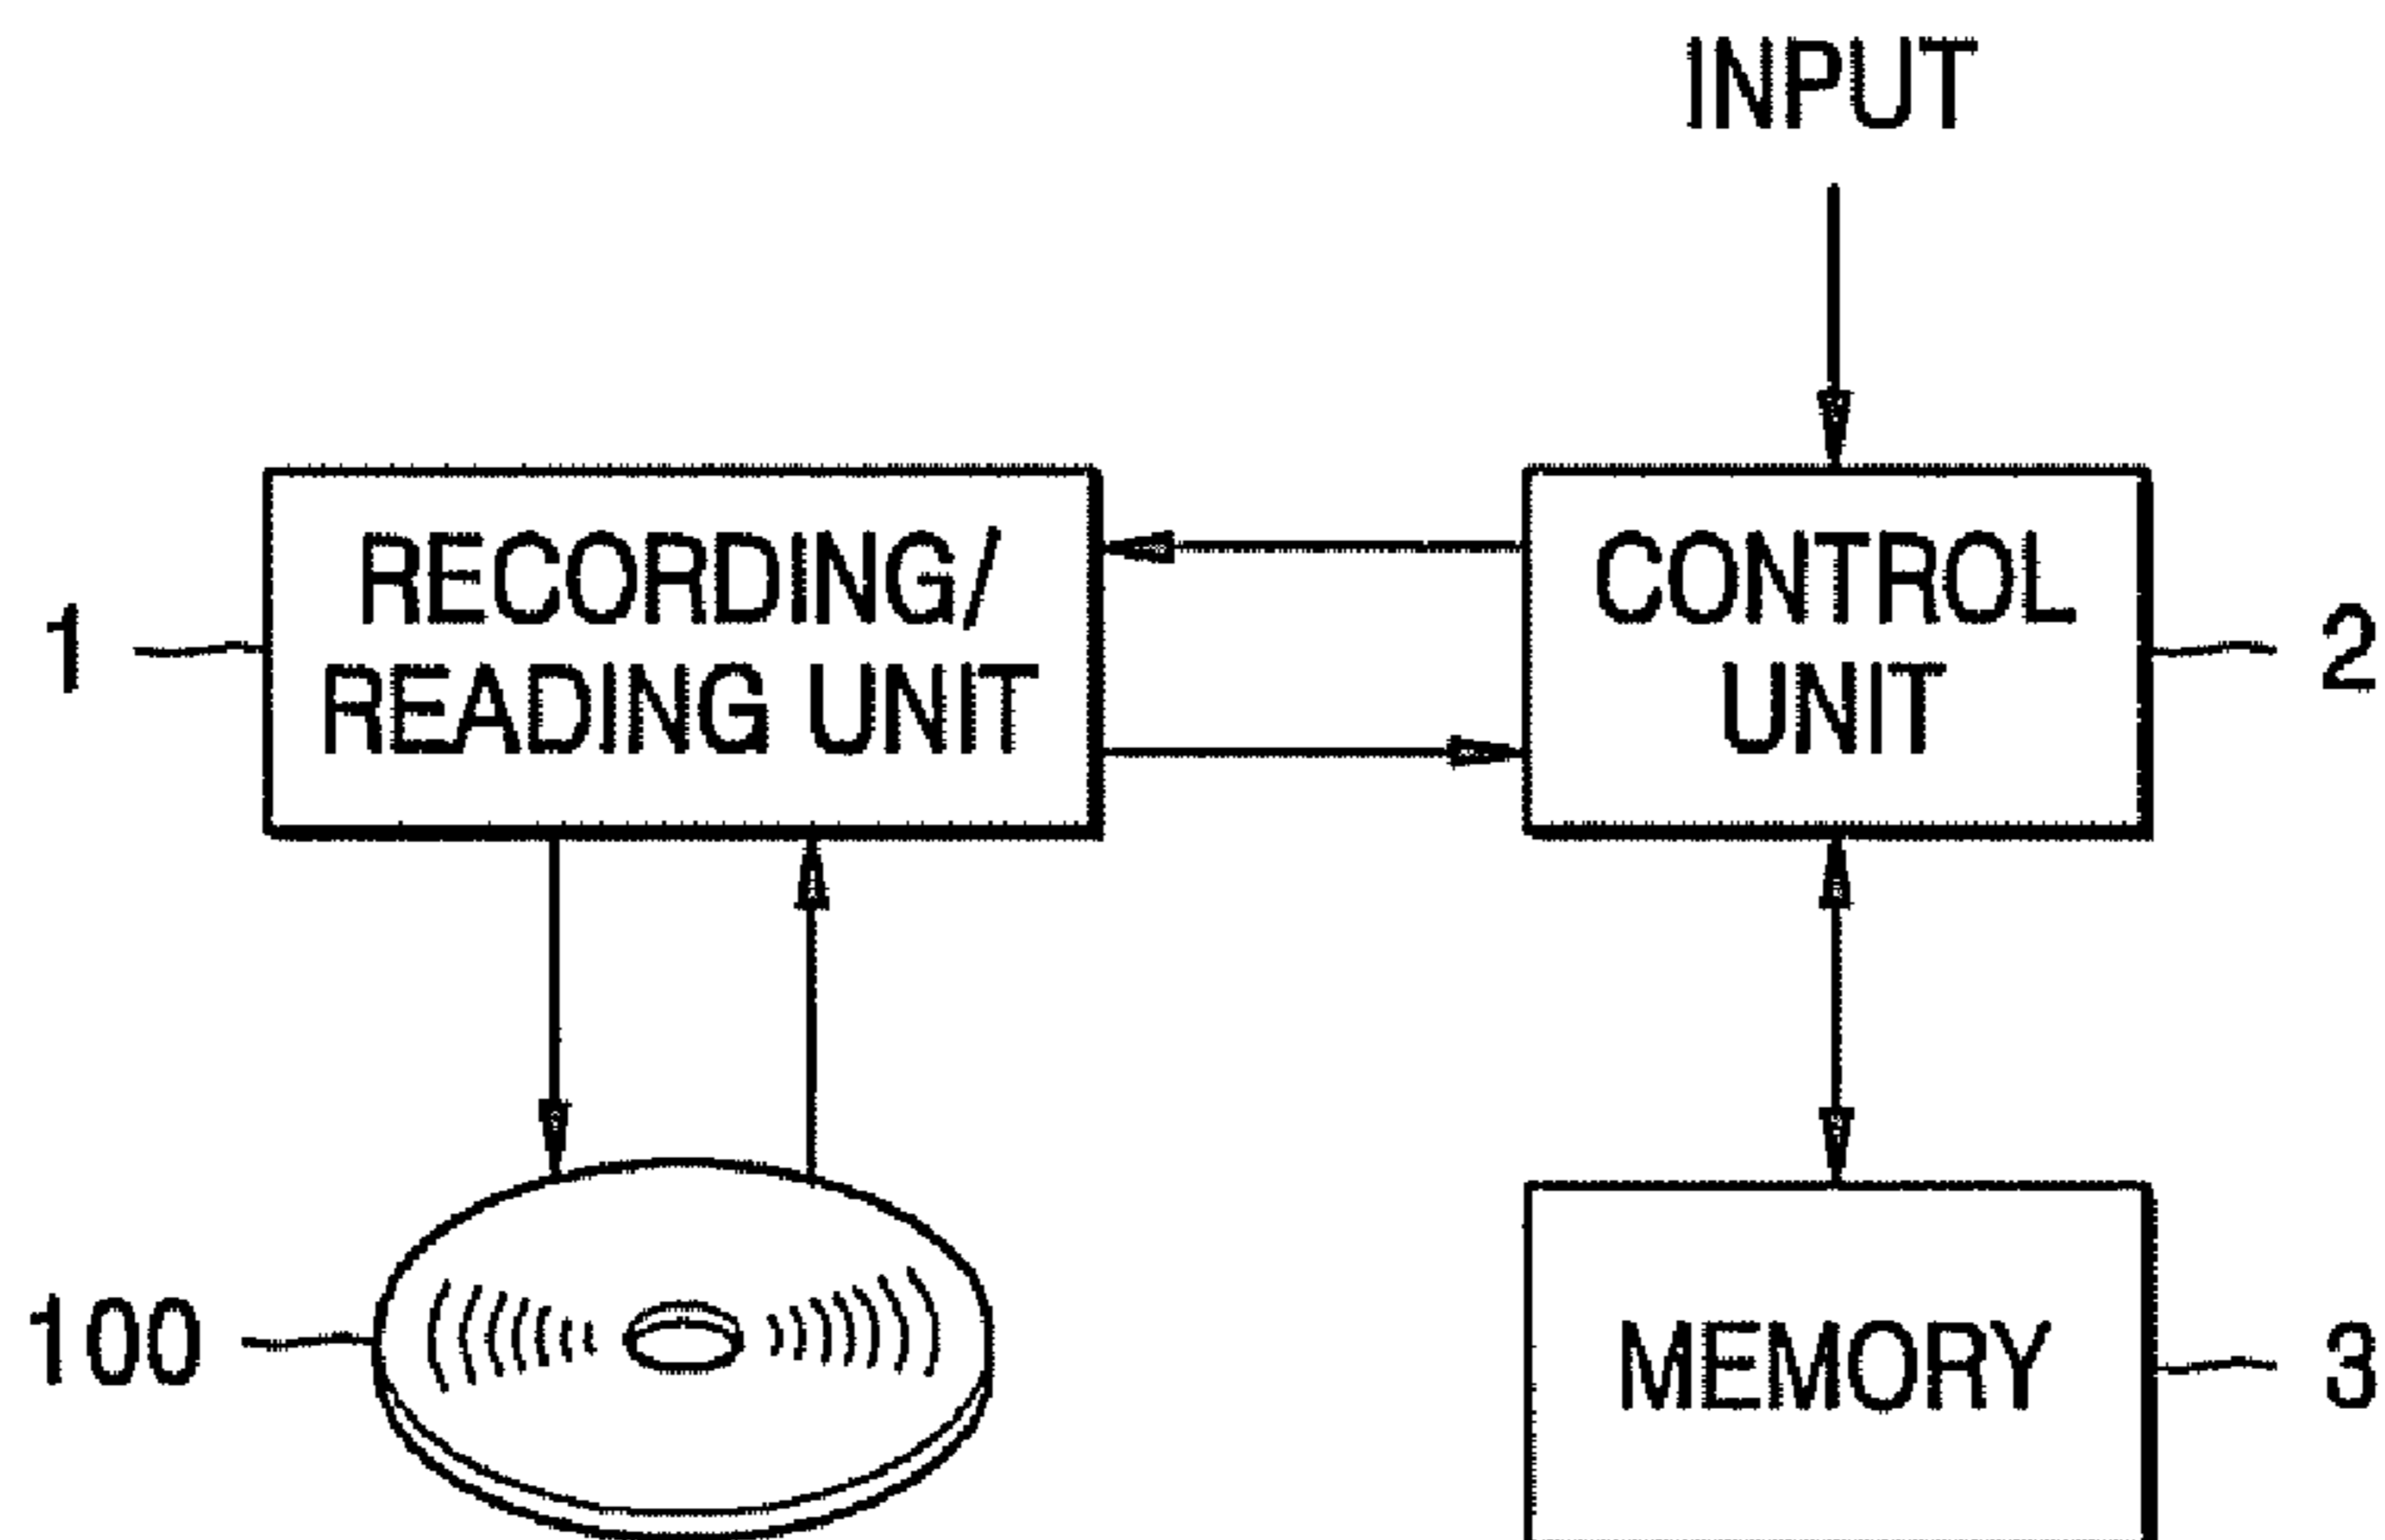 INPUT
RECORDING/
READING UNIT
CONTROL
UNIT
1
2
100
MEMORY
3